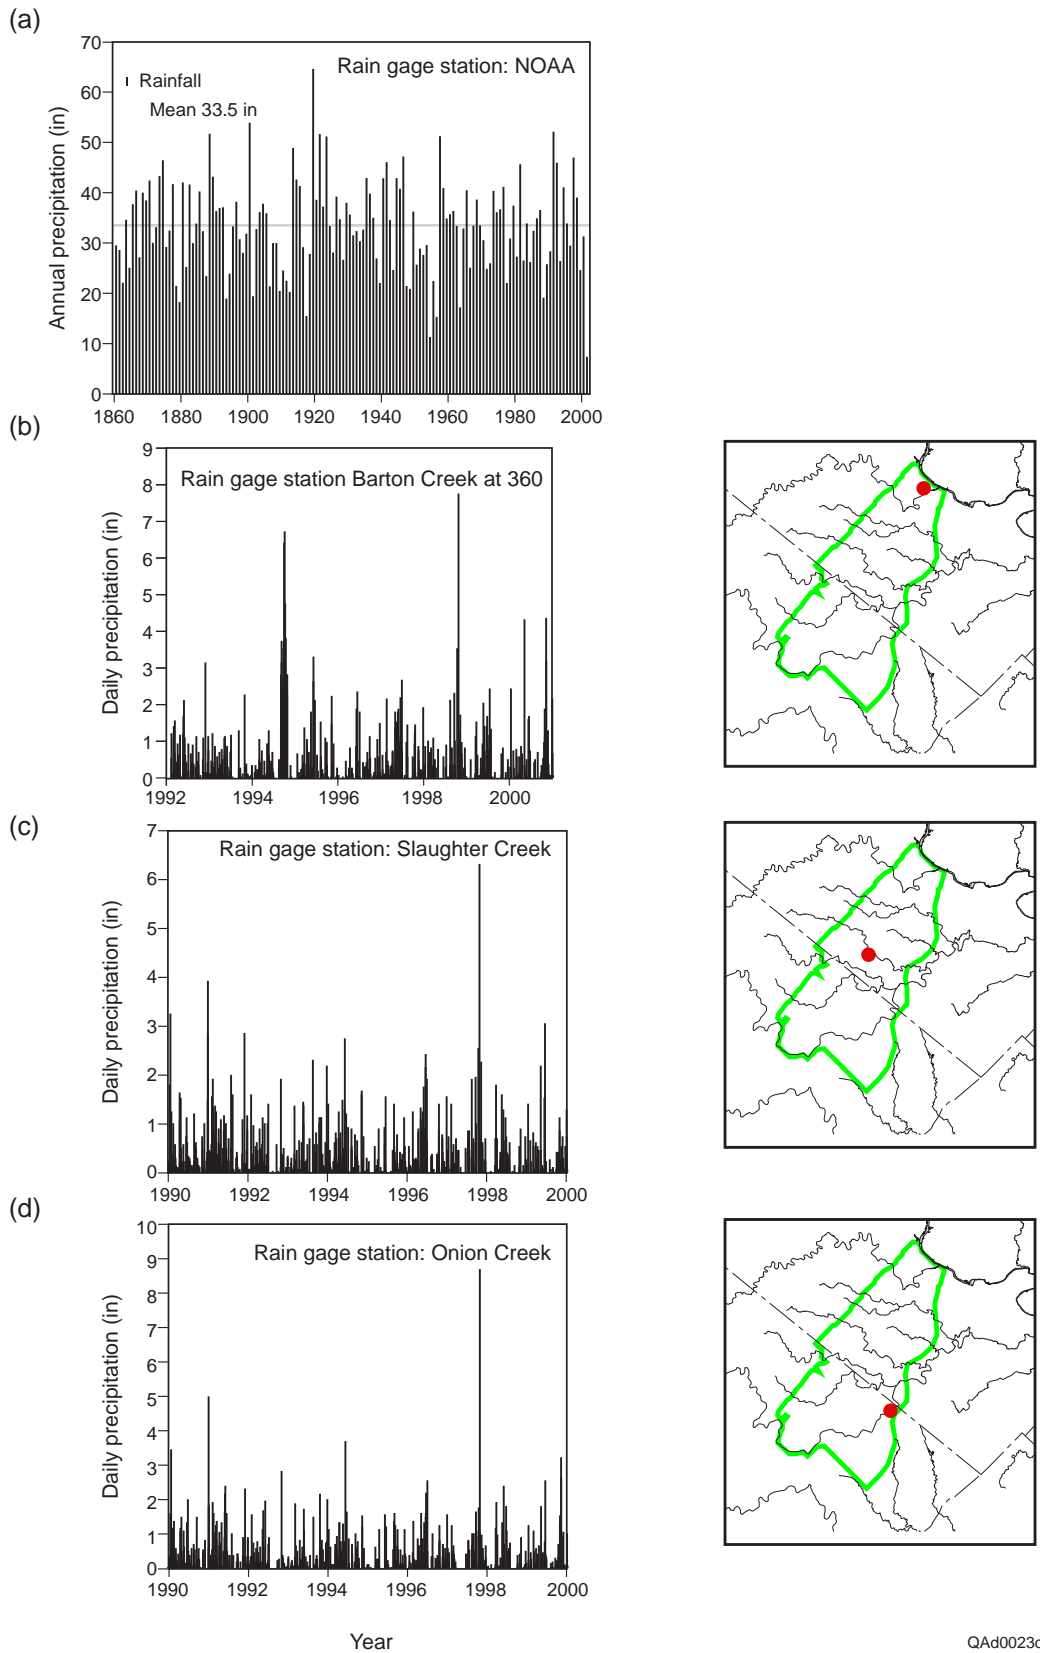 (a)
70
60
50
40
30
20
10
0
Annual precipitation (in)
Rain gage station: NOAA
Rainfall
Mean 33.5 in
1860 1880 1900 1920 1940 1960 1980 2000
(b)
9
8
7
6
5
4
3
2
1
0
Daily precipitation (in)
Rain gage station Barton Creek at 360
1992 1994 1996 1998 2000
(c)
7
6
5
4
3
2
1
0
Daily precipitation (in)
Rain gage station: Slaughter Creek
1990 1992 1994 1996 1998 2000
(d)
10
9
8
7
6
5
4
3
2
1
0
Daily precipitation (in)
Rain gage station: Onion Creek
1990 1992 1994 1996 1998 2000
Year